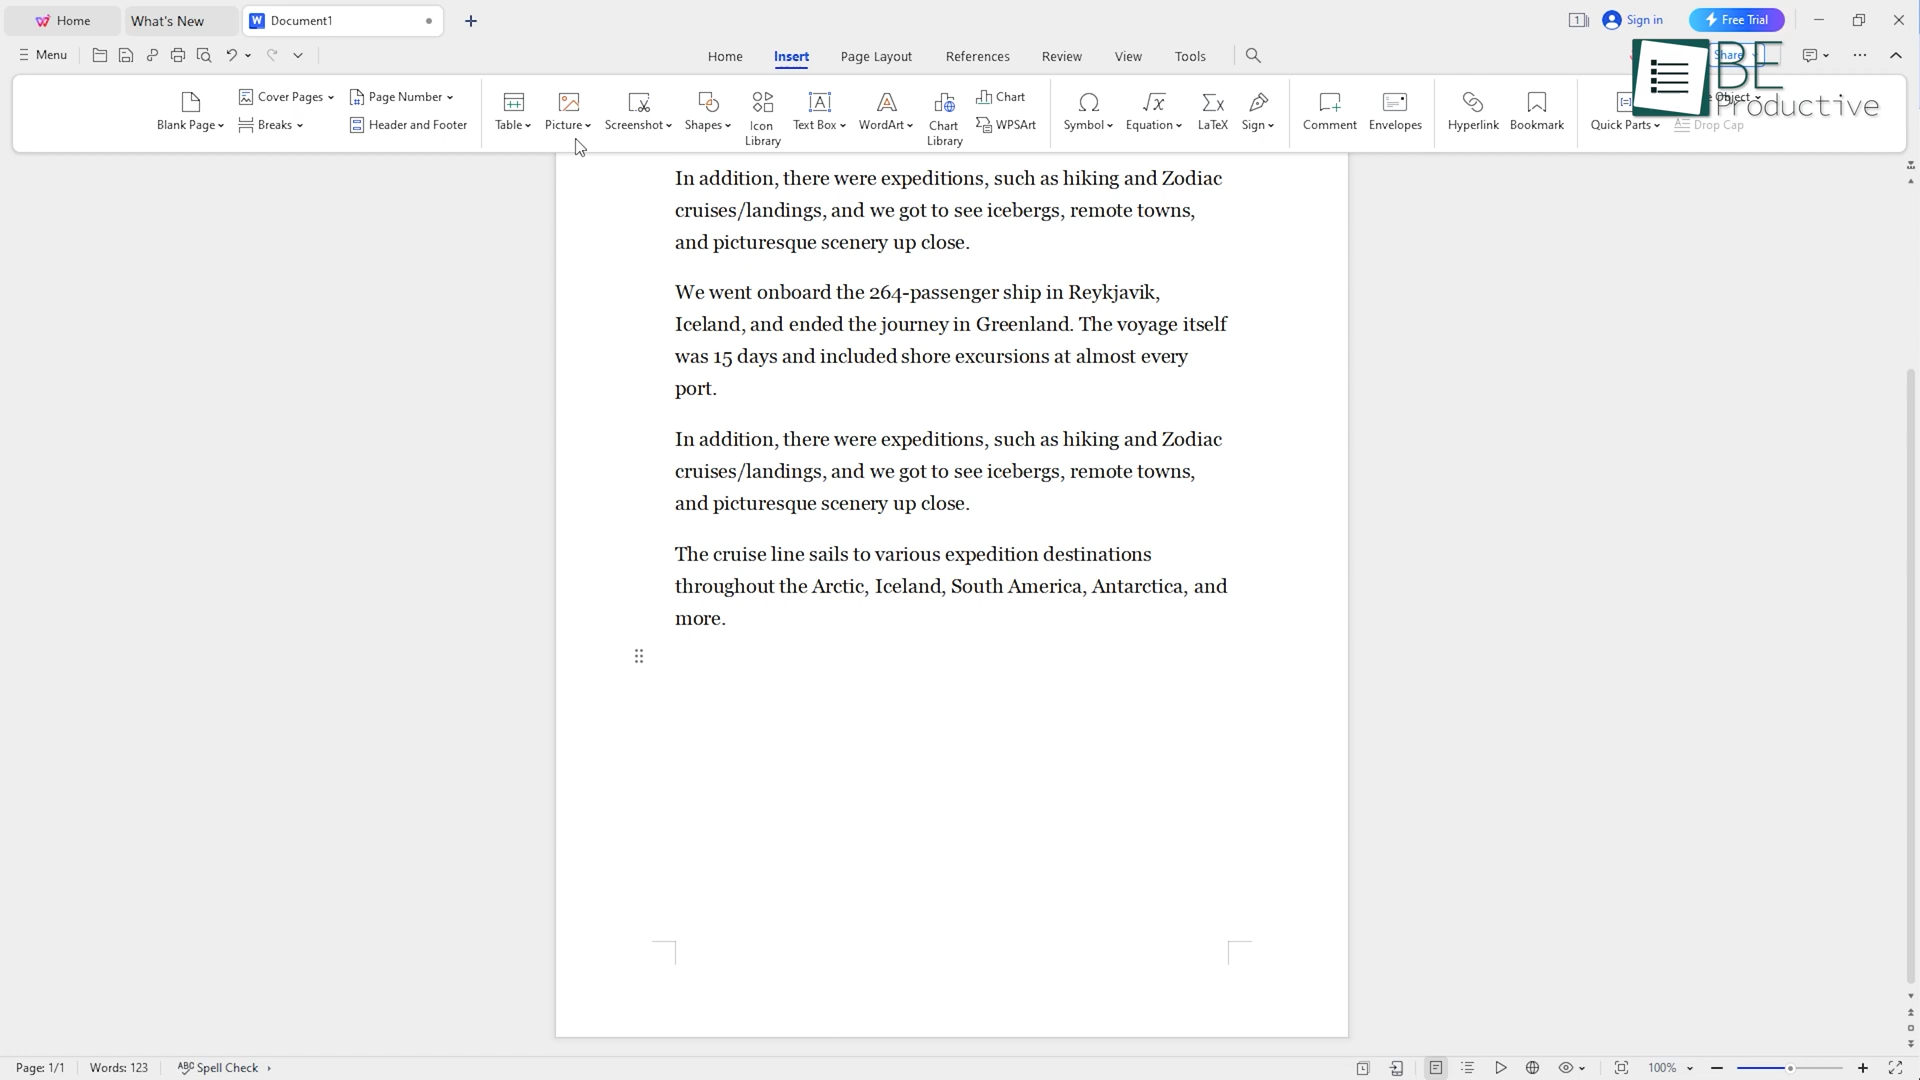 Home
What's New
Document1
1
Sign in
Free Trial
Menu
Home
Insert
Page Layout
References
Review
View
Tools
Share
BE
Productive
Blank Page
Cover Pages
Breaks
Page Number
Header and Footer
Table
Picture
Screenshot
Shapes
Icon
Library
Text Box
WordArt
Chart
Library
Chart
WPSArt
Symbol
Equation
LaTeX
Sign
Comment
Envelopes
Hyperlink
Bookmark
Quick Parts
Object
Drop Cap
In addition, there were expeditions, such as hiking and Zodiac
cruises/landings, and we got to see icebergs, remote towns,
and picturesque scenery up close.
We went onboard the 264-passenger ship in Reykjavik,
Iceland, and ended the journey in Greenland. The voyage itself
was 15 days and included shore excursions at almost every
port.
In addition, there were expeditions, such as hiking and Zodiac
cruises/landings, and we got to see icebergs, remote towns,
and picturesque scenery up close.
The cruise line sails to various expedition destinations
throughout the Arctic, Iceland, South America, Antarctica, and
more.
Page: 1/1
Words: 123
Spell Check
100%